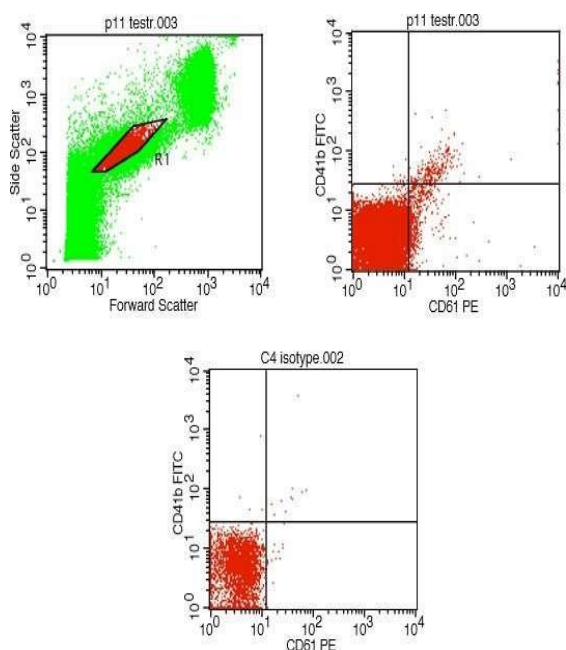 p11 testr.003
Side Scatter
10^4
10^3
10^2
10^1
10^0
R1
10^0 10^1 10^2 10^3 10^4
Forward Scatter
p11 testr.003
CD41b FITC
10^4
10^3
10^2
10^1
10^0
10^0 10^1 10^2 10^3 10^4
CD61 PE
C4 isotype.002
CD41b FITC
10^4
10^3
10^2
10^1
10^0
10^0 10^1 10^2 10^3 10^4
CD61 PE